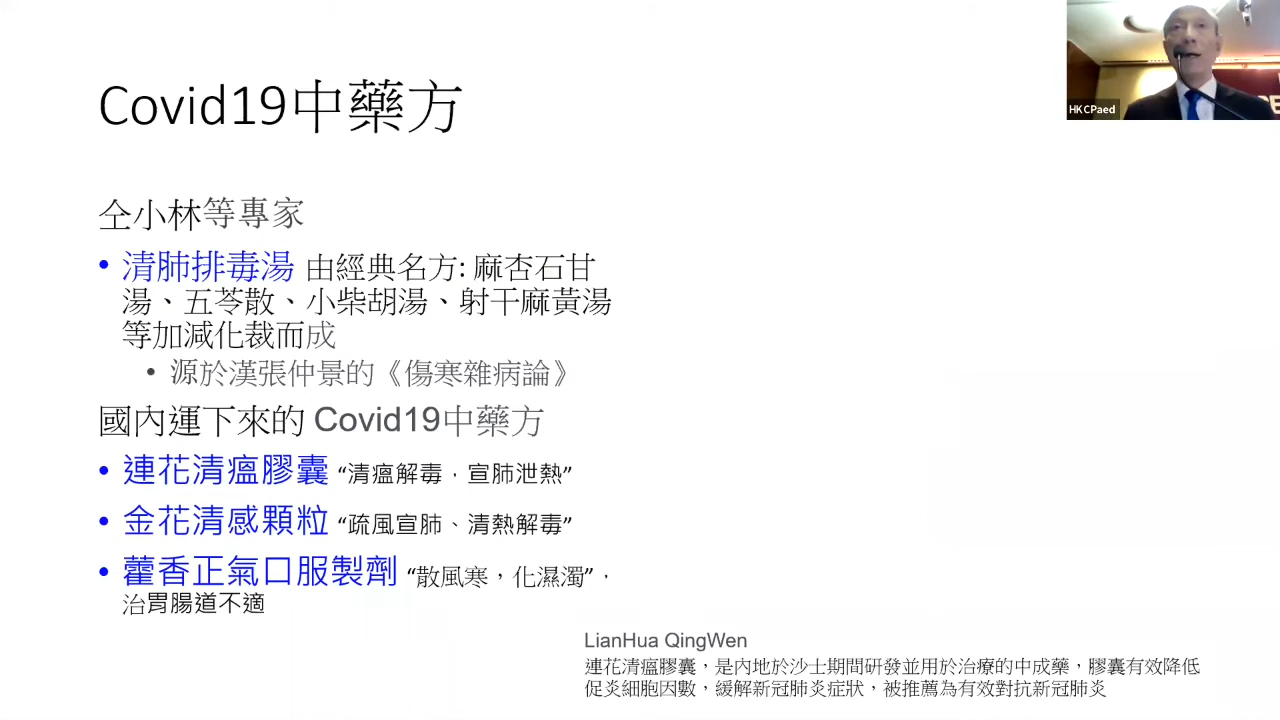 HKCPaed
Covid19中藥方
仝小林等專家
• 清肺排毒湯 由經典名方: 麻杏石甘
湯、五苓散、小柴胡湯、射干麻黃湯
等加減化裁而成
• 源於漢張仲景的《傷寒雜病論》
國內運下來的 Covid19中藥方
• 連花清瘟膠囊 “清瘟解毒，宣肺泄熱”
• 金花清感顆粒 “疏風宣肺、清熱解毒”
• 藿香正氣口服製劑 “散風寒，化濕濁”，
治胃腸道不適
LianHua QingWen
連花清瘟膠囊，是內地於沙士期間研發並用於治療的中成藥，膠囊有效降低
促炎細胞因數，緩解新冠肺炎症狀，被推薦為有效對抗新冠肺炎